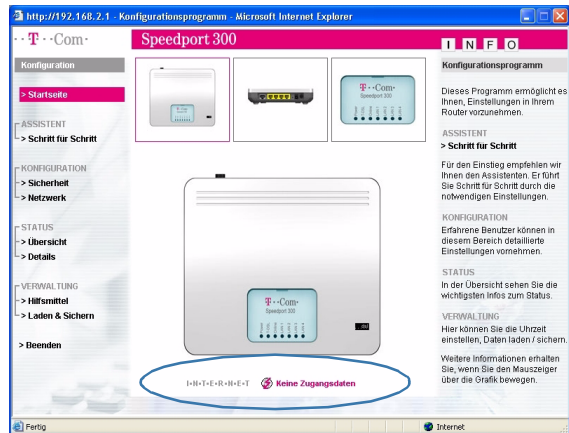 http://192.168.2.1 - Konfigurationsprogramm - Microsoft Internet Explorer
··T··Com·
Speedport 300
INFO
Konfiguration
> Startseite
ASSISTENT
> Schritt für Schritt
KONFIGURATION
> Sicherheit
> Netzwerk
STATUS
> Übersicht
> Details
VERWALTUNG
> Hilfsmittel
> Laden & Sichern
> Beenden
T··Com·
Speedport 300
T··Com·
Speedport 300
I·N·T·E·R·N·E·T Keine Zugangsdaten
Konfigurationsprogramm
Dieses Programm ermöglicht es
Ihnen, Einstellungen in Ihrem
Router vorzunehmen.
ASSISTENT
> Schritt für Schritt
Für den Einstieg empfehlen wir
Ihnen den Assistenten. Er führt
Sie Schritt für Schritt durch die
notwendigen Einstellungen.
KONFIGURATION
Erfahrene Benutzer können in
diesem Bereich detaillierte
Einstellungen vornehmen.
STATUS
In der Übersicht sehen Sie die
wichtigsten Infos zum Status.
VERWALTUNG
Hier können Sie die Uhrzeit
einstellen, Daten laden / sichern.
Weitere Informationen erhalten
Sie, wenn Sie den Mauszeiger
über die Grafik bewegen.
Fertig
Internet